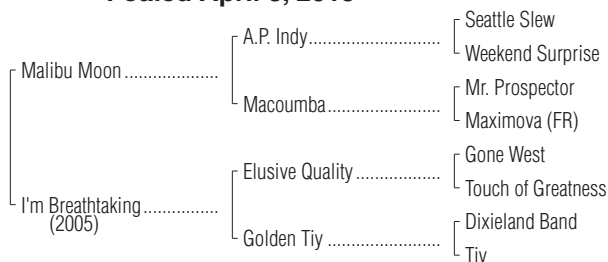 Foaled April
Seattle Slew
A.P. Indy
Weekend Surprise
Malibu Moon
Mr. Prospector
Macoumba
Maximova (FR)
Gone West
Elusive Quality
Touch of Greatness
I'm Breathtaking
(2005)
Dixieland Band
Golden Tiy
Tiy